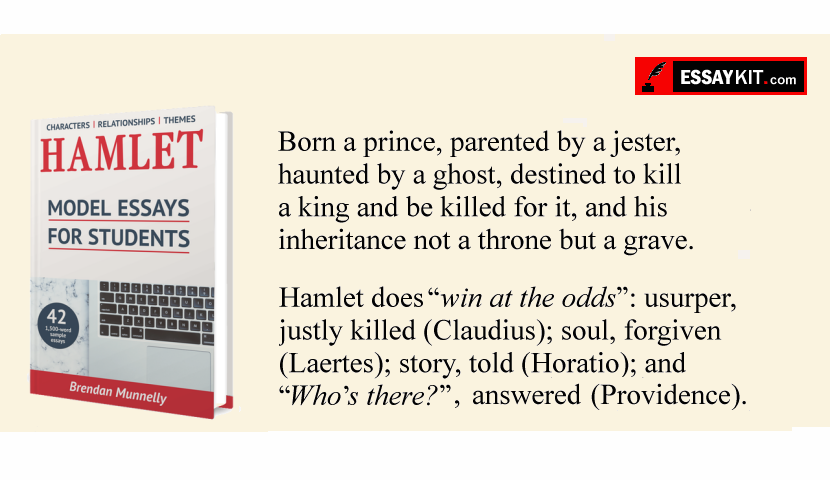 ESSAYKIT.com
CHARACTERS | RELATIONSHIPS | THEMES
HAMLET
MODEL ESSAYS
FOR STUDENTS
42
1,500-word
sample
essays
Brendan Munnelly
Born a prince, parented by a jester,
haunted by a ghost, destined to kill
a king and be killed for it, and his
inheritance not a throne but a grave.
Hamlet does “win at the odds”: usurper,
justly killed (Claudius); soul, forgiven
(Laertes); story, told (Horatio); and
“Who’s there?”, answered (Providence).